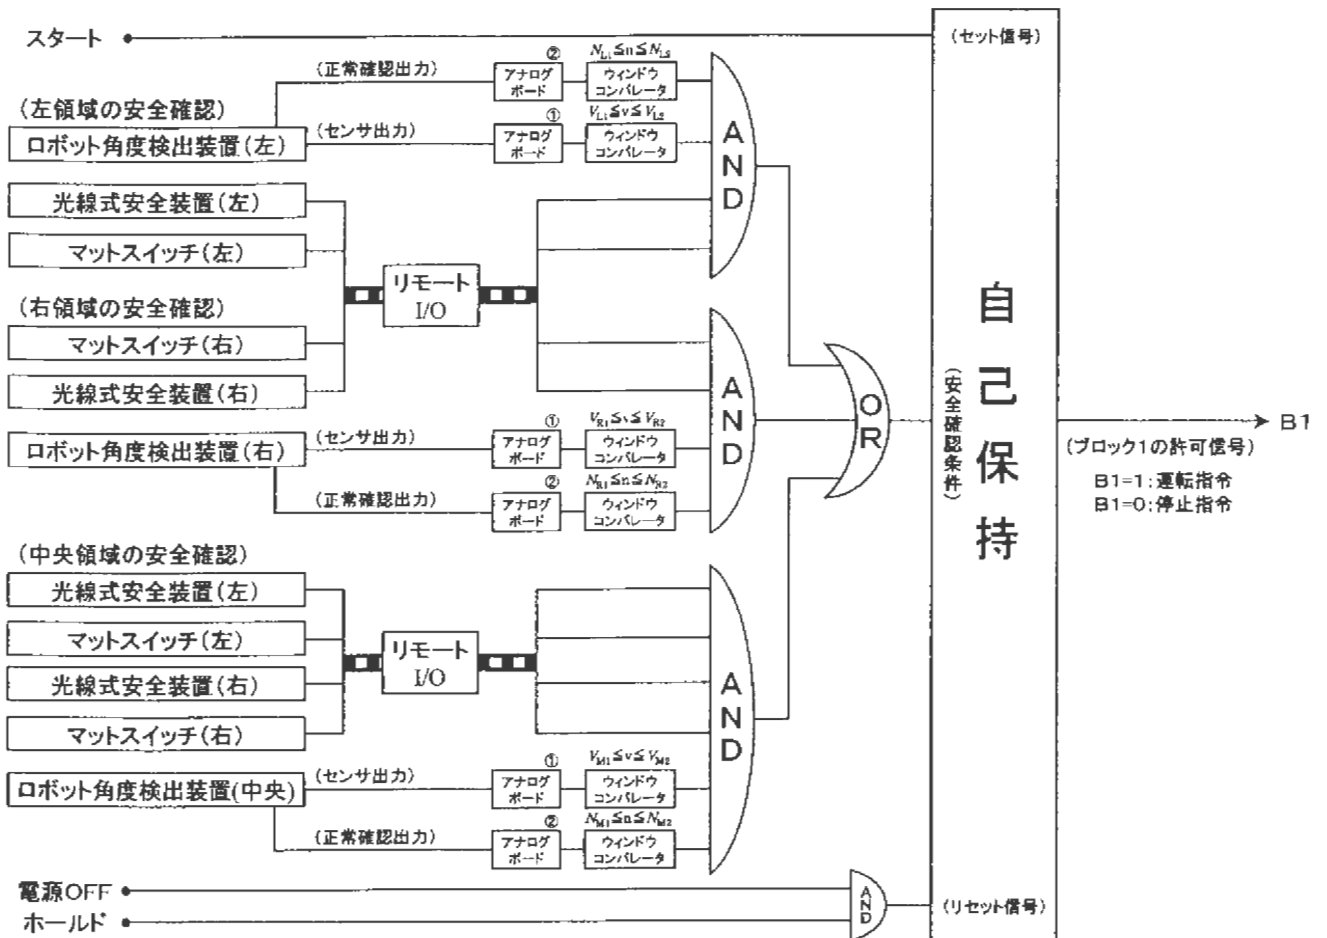 スタート
(セット信号)
(正常確認出力)
②
アナログ
ボード
N_L1≦n≦N_L2
ウィンドウ
コンパレータ
(左領域の安全確認)
ロボット角度検出装置(左)
(センサ出力)
①
アナログ
ボード
V_L1≦v≦V_L2
ウィンドウ
コンパレータ
AND
光線式安全装置(左)
マットスイッチ(左)
リモート
I/O
(右領域の安全確認)
マットスイッチ(右)
光線式安全装置(右)
AND
ロボット角度検出装置(右)
(センサ出力)
①
アナログ
ボード
V_R1≦v≦V_R2
ウィンドウ
コンパレータ
(正常確認出力)
②
アナログ
ボード
N_R1≦n≦N_R2
ウィンドウ
コンパレータ
OR
(安全確認条件)
自己保持
B1
(ブロック1の許可信号)
B1=1:運転指令
B1=0:停止指令
(中央領域の安全確認)
光線式安全装置(左)
マットスイッチ(左)
光線式安全装置(右)
マットスイッチ(右)
リモート
I/O
AND
ロボット角度検出装置(中央)
(センサ出力)
①
アナログ
ボード
V_M1≦v≦V_M2
ウィンドウ
コンパレータ
(正常確認出力)
②
アナログ
ボード
N_M1≦n≦N_M2
ウィンドウ
コンパレータ
電源OFF
ホールド
AND
(リセット信号)